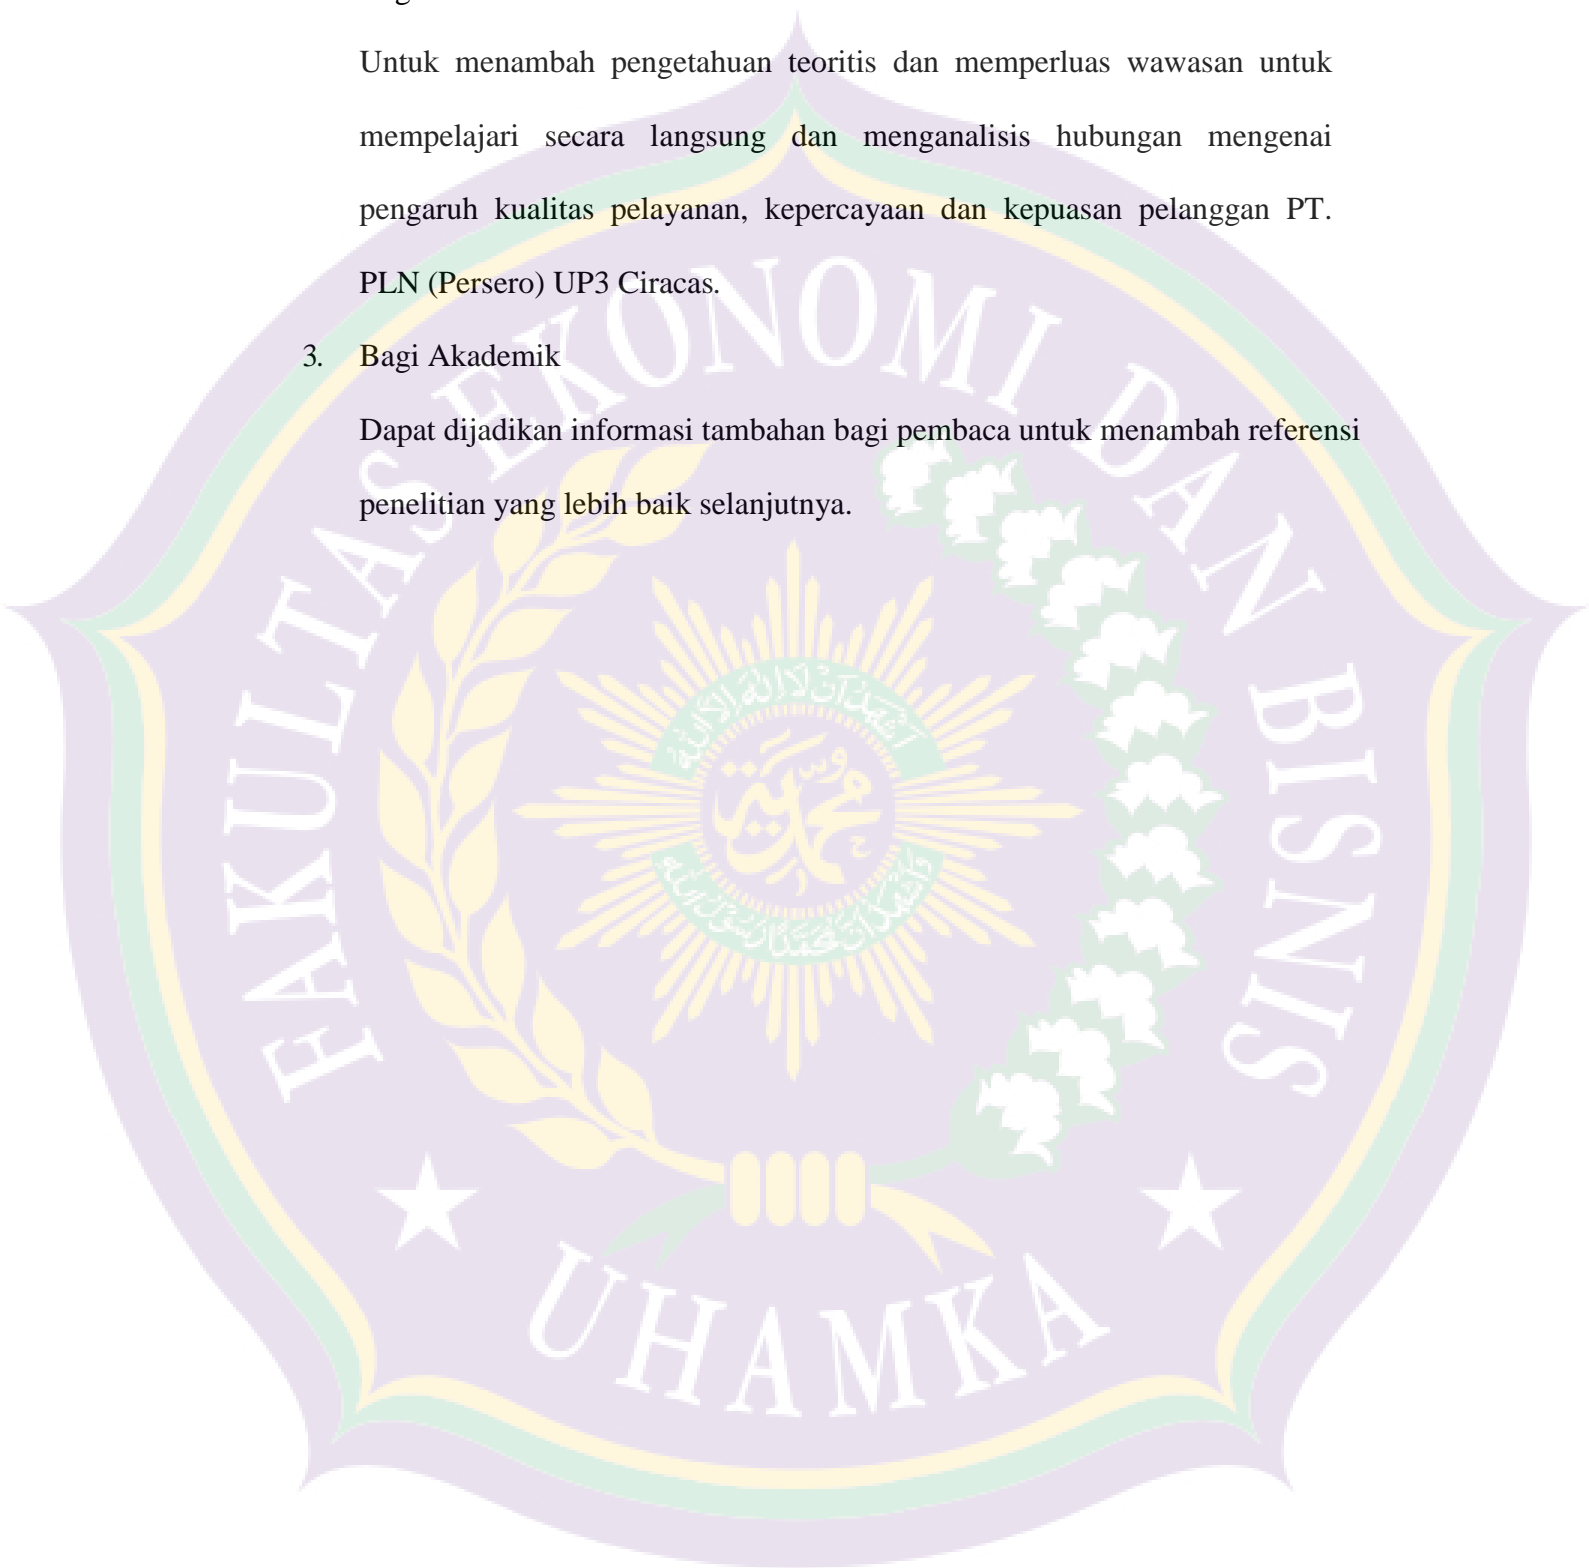 Untuk menambah pengetahuan teoritis dan memperluas wawasan untuk
mempelajari secara langsung dan menganalisis hubungan mengenai
pengaruh kualitas pelayanan, kepercayaan dan kepuasan pelanggan PT.
PLN (Persero) UP3 Ciracas.
3. Bagi Akademik
Dapat dijadikan informasi tambahan bagi pembaca untuk menambah referensi
penelitian yang lebih baik selanjutnya.
FAKULTAS EKONOMI DAN BISNIS
محمدية
UHAMKA